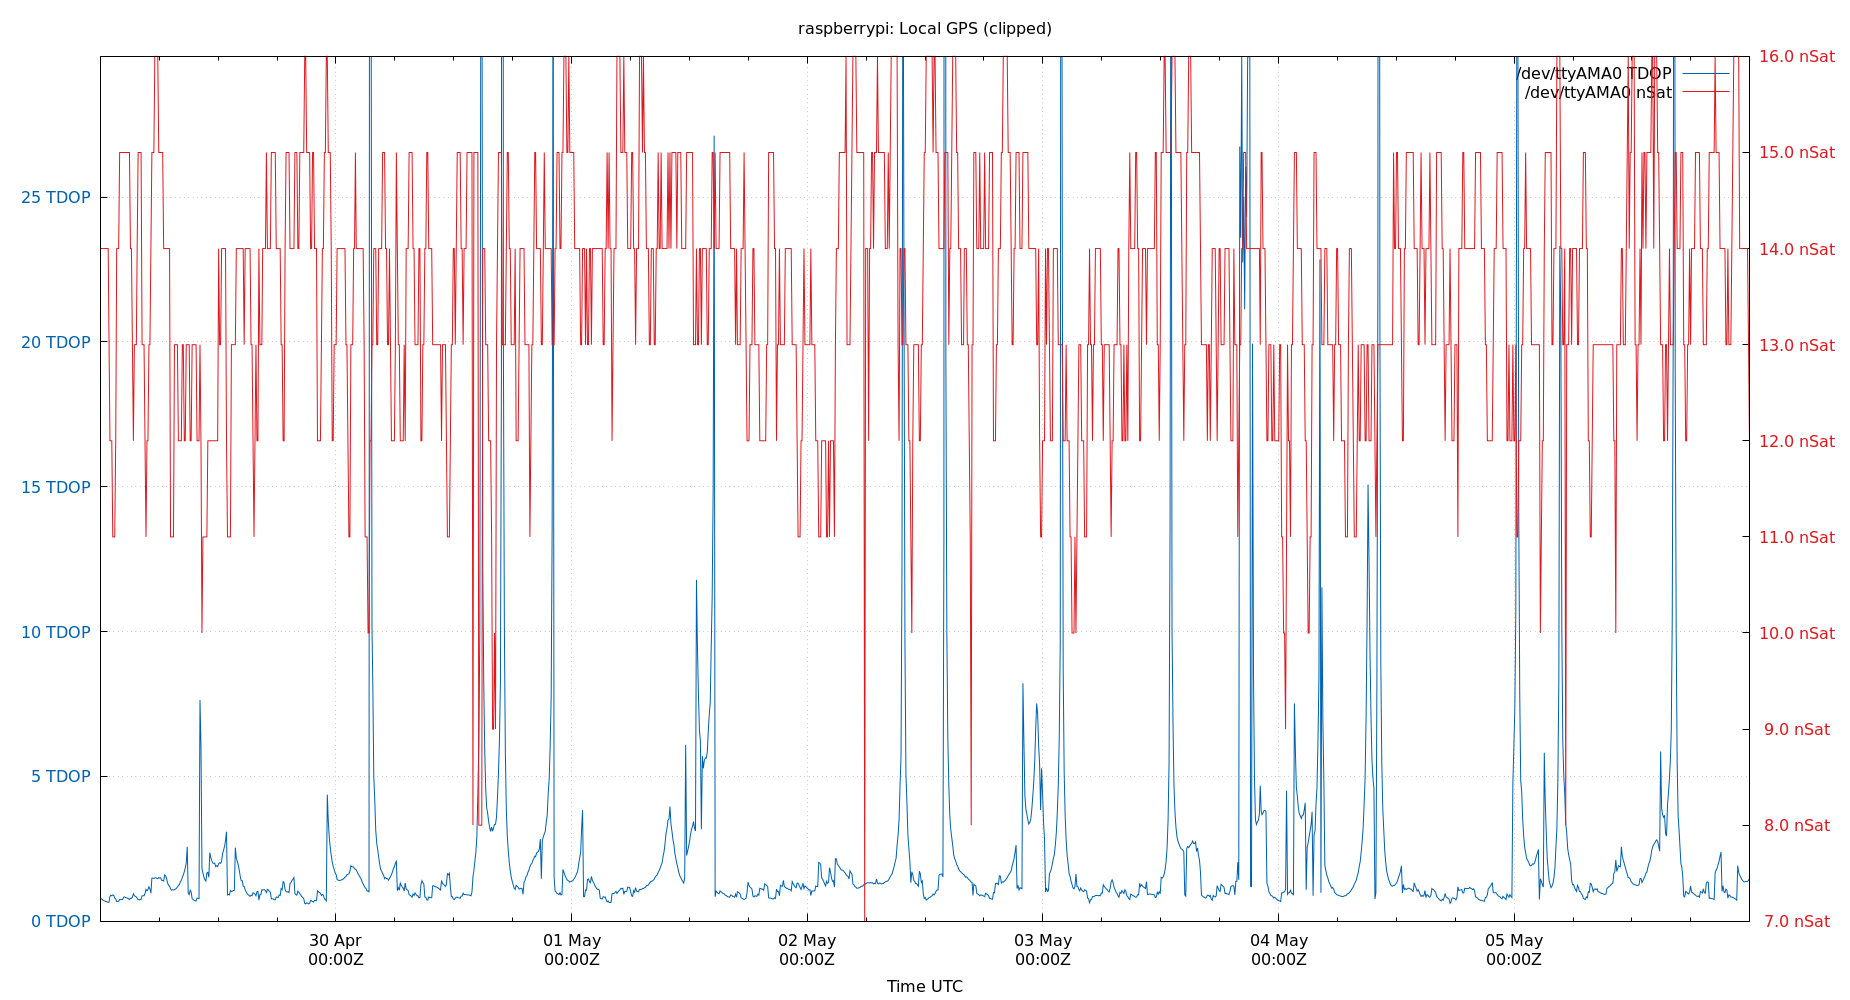 raspberrypi: Local GPS (clipped)
/dev/ttyAMA0 TDOP
/dev/ttyAMA0 nSat
25 TDOP
20 TDOP
15 TDOP
10 TDOP
5 TDOP
0 TDOP
16.0 nSat
15.0 nSat
14.0 nSat
13.0 nSat
12.0 nSat
11.0 nSat
10.0 nSat
9.0 nSat
8.0 nSat
7.0 nSat
30 Apr 01 May 02 May 03 May 04 May 05 May
00:00Z 00:00Z 00:00Z 00:00Z 00:00Z 00:00Z
Time UTC